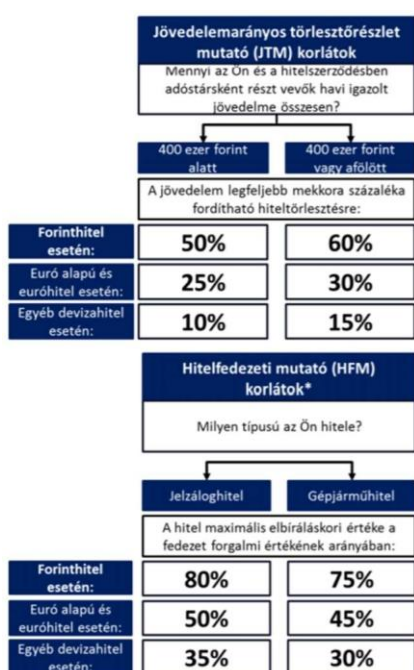 Jövedelemarányos törlesztőrészlet
mutató (JTM) korlátok
Mennyi az Ön és a hitelszerződésben
adóstársként részt vevők havi igazolt
jövedelme összesen?
400 ezer forint
alatt
400 ezer forint
vagy afölött
A jövedelem legfeljebb mekkora százaléka
fordítható hiteltörlesztésre:
Forinthitel
esetén:
50%
60%
Euró alapú és
euróhitel esetén:
25%
30%
Egyéb devizahitel
esetén:
10%
15%
Hitelfedezeti mutató (HFM)
korlátok*
Milyen típusú az Ön hitele?
Jelzáloghitel
Gépjárműhitel
A hitel maximális elbíráláskori értéke a
fedezet forgalmi értékének arányában:
Forinthitel
esetén:
80%
75%
Euró alapú és
euróhitel esetén:
50%
45%
Egyéb devizahitel
esetén:
35%
30%